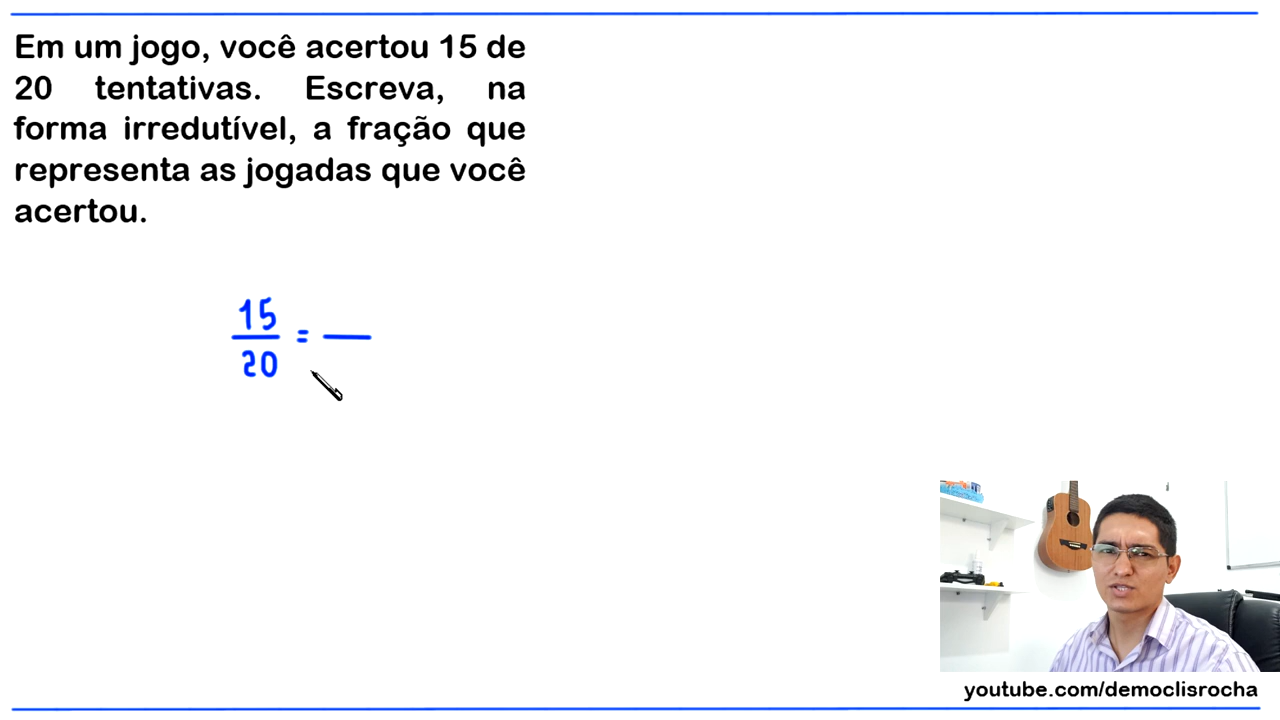 Em um jogo, você acertou 15 de
20 tentativas. Escreva, na
forma irredutível, a fração que
representa as jogadas que você
acertou.
15
=
20
youtube.com/democlisrocha